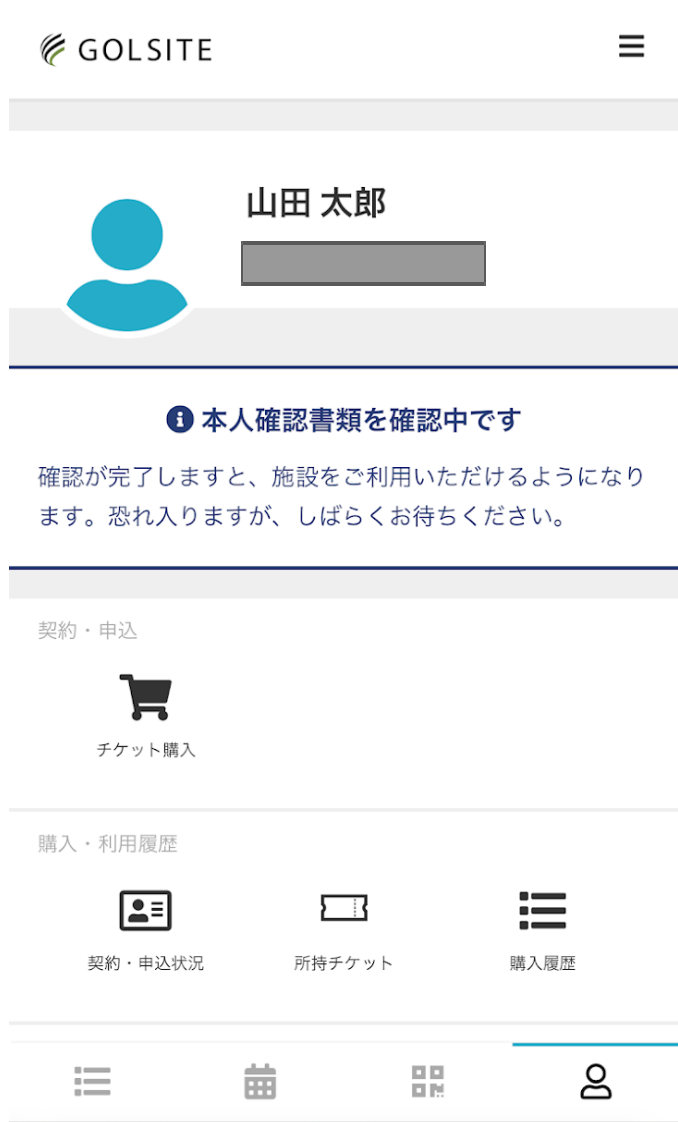 GOLSITE
山田 太郎
本人確認書類を確認中です
確認が完了しますと、施設をご利用いただけるようになり
ます。恐れ入りますが、しばらくお待ちください。
契約・申込
チケット購入
購入・利用履歴
契約・申込状況
所持チケット
購入履歴